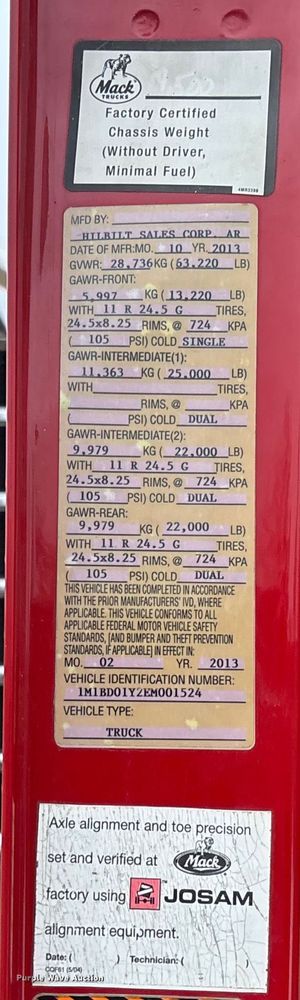 Mack
TRUCKS
Factory Certified
Chassis Weight
(Without Driver,
Minimal Fuel)
4MR3398
MFD BY:
HILBILT SALES CORP. AR
DATE OF MFR:MO. 10 YR. 2013
GVWR: 28,736KG (63,220 LB)
GAWR-FRONT:
5,997 KG (13,220 LB)
WITH 11 R 24.5 G TIRES,
24.5x8.25 RIMS, @ 724 KPA
( 105 PSI) COLD SINGLE
GAWR-INTERMEDIATE(1):
11,363 KG ( 25,000 LB)
WITH TIRES,
RIMS, @ KPA
( PSI) COLD DUAL
GAWR-INTERMEDIATE(2):
9,979 KG ( 22,000 LB)
WITH 11 R 24.5 G TIRES,
24.5x8.25 RIMS, @ 724 KPA
( 105 PSI) COLD DUAL
GAWR-REAR:
9,979 KG ( 22,000 LB)
WITH 11 R 24.5 G TIRES,
24.5x8.25 RIMS, @ 724 KPA
( 105 PSI) COLD DUAL
THIS VEHICLE HAS BEEN COMPLETED IN ACCORDANCE
WITH THE PRIOR MANUFACTURERS' IVD, WHERE
APPLICABLE. THIS VEHICLE CONFORMS TO ALL
APPLICABLE FEDERAL MOTOR VEHICLE SAFETY
STANDARDS, [AND BUMPER AND THEFT PREVENTION
STANDARDS, IF APPLICABLE] IN EFFECT IN:
MO. 02 YR. 2013
VEHICLE IDENTIFICATION NUMBER:
1M1BD01Y2EM001524
VEHICLE TYPE:
TRUCK
Axle alignment and toe precision
set and verified at Mack
factory using JOSAM
alignment equipment.
Date: ( ) Technician: ( )
CQF61 (5/04)
Purple Wave Auction